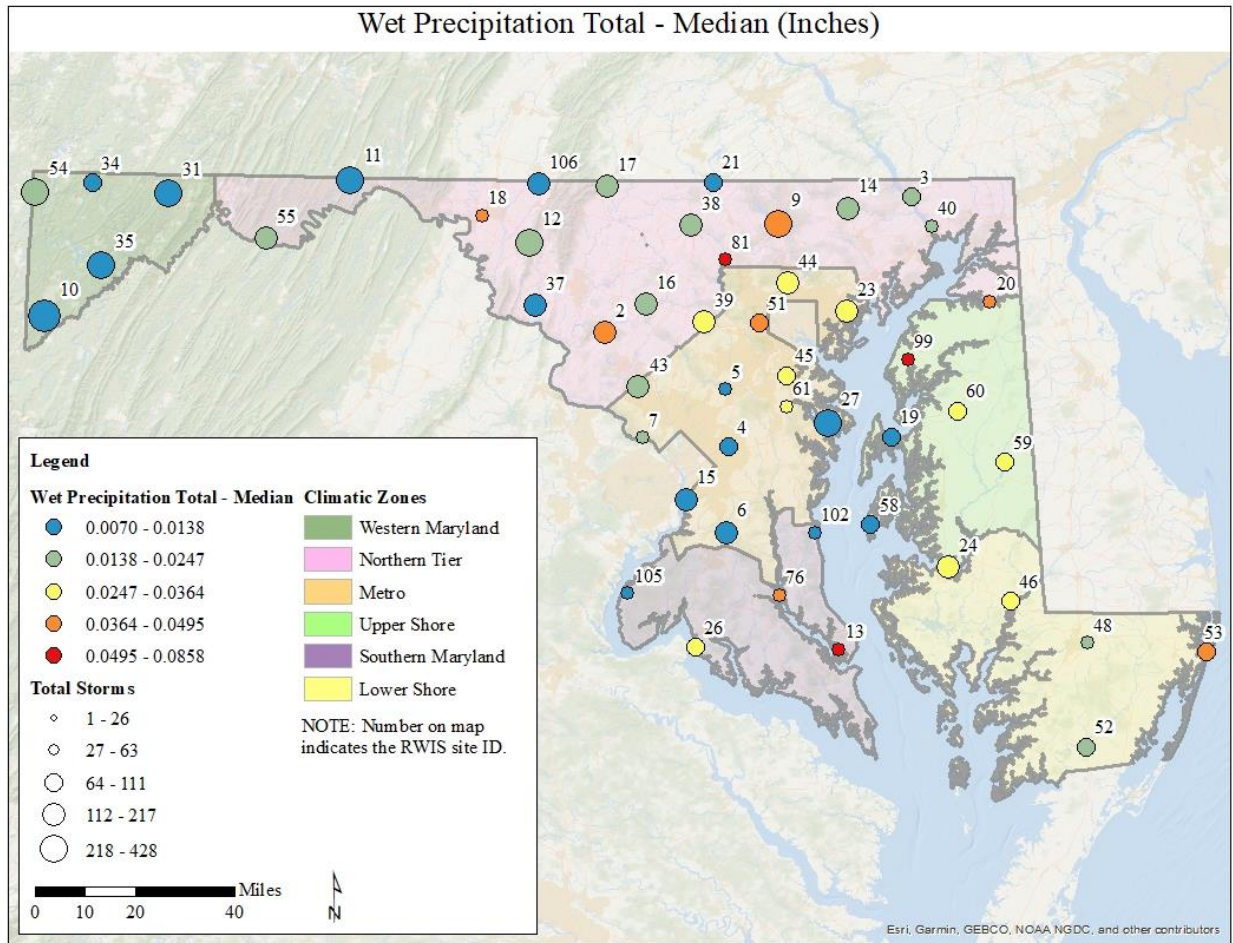 Wet Precipitation Total - Median (Inches)
54
34
31
11
106
17
21
18
12
38
9
14
3
40
55
35
81
10
37
16
44
20
2
39
51
23
99
43
5
45
60
61
27
7
19
4
59
15
6
102
58
24
105
76
46
26
13
48
53
52
Legend
Wet Precipitation Total - Median
0.0070 - 0.0138
0.0138 - 0.0247
0.0247 - 0.0364
0.0364 - 0.0495
0.0495 - 0.0858
Total Storms
1 - 26
27 - 63
64 - 111
112 - 217
218 - 428
Climatic Zones
Western Maryland
Northern Tier
Metro
Upper Shore
Southern Maryland
Lower Shore
NOTE: Number on map
indicates the RWIS site ID.
Miles
0 10 20 40
N
Esri, Garmin, GEBCO, NOAA NGDC, and other contributors